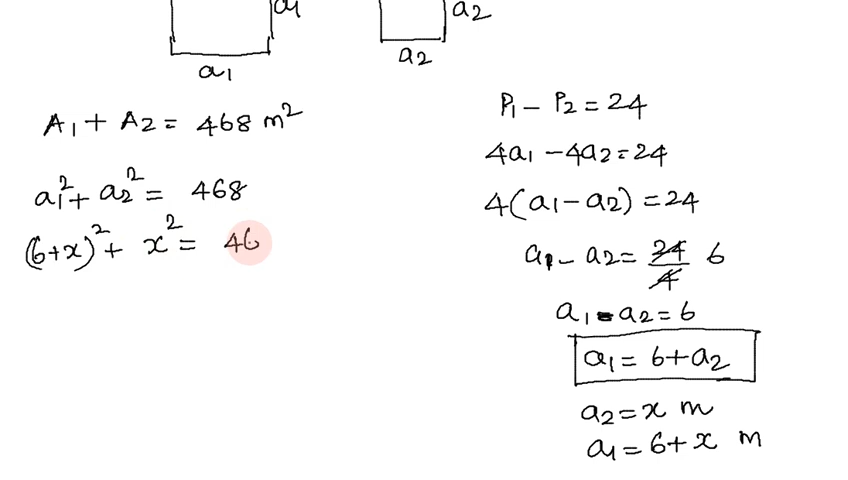 a1 a2
a1 a2
A1 + A2 = 468 m²
a1² + a2² = 468
(6+x)² + x² = 46
P1 - P2 = 24
4a1 - 4a2 = 24
4(a1 - a2) = 24
a1 - a2 = 24/4 6
a1 - a2 = 6
a1 = 6+a2
a2 = x m
a1 = 6+x m